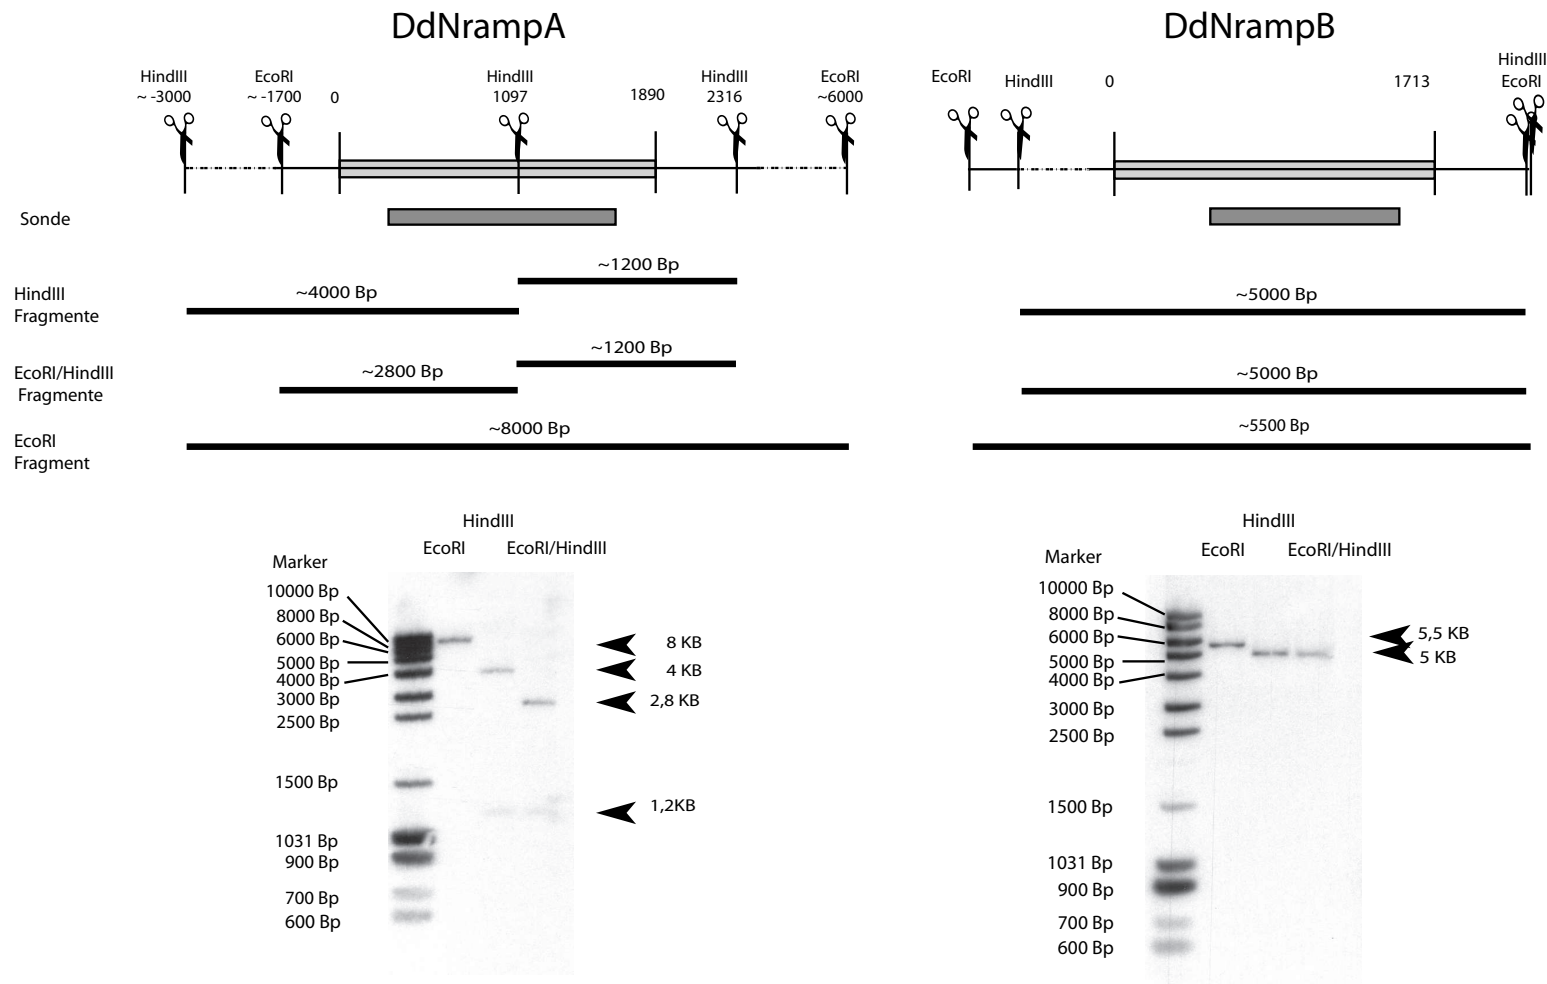 DdNrampA
HindIII
~ -3000
EcoRI
~ -1700
0
HindIII
1097
1890
HindIII
2316
EcoRI
~6000
Sonde
~1200 Bp
HindIII
Fragmente
~4000 Bp
~1200 Bp
EcoRI/HindIII
Fragmente
~2800 Bp
EcoRI
Fragment
~8000 Bp
DdNrampB
EcoRI
HindIII
0
1713
HindIII
EcoRI
~5000 Bp
~5000 Bp
~5500 Bp
HindIII
EcoRI
EcoRI/HindIII
Marker
10000 Bp
8000 Bp
6000 Bp
5000 Bp
4000 Bp
3000 Bp
2500 Bp
1500 Bp
1031 Bp
900 Bp
700 Bp
600 Bp
8 KB
4 KB
2,8 KB
1,2KB
HindIII
EcoRI
EcoRI/HindIII
Marker
10000 Bp
8000 Bp
6000 Bp
5000 Bp
4000 Bp
3000 Bp
2500 Bp
1500 Bp
1031 Bp
900 Bp
700 Bp
600 Bp
5,5 KB
5 KB